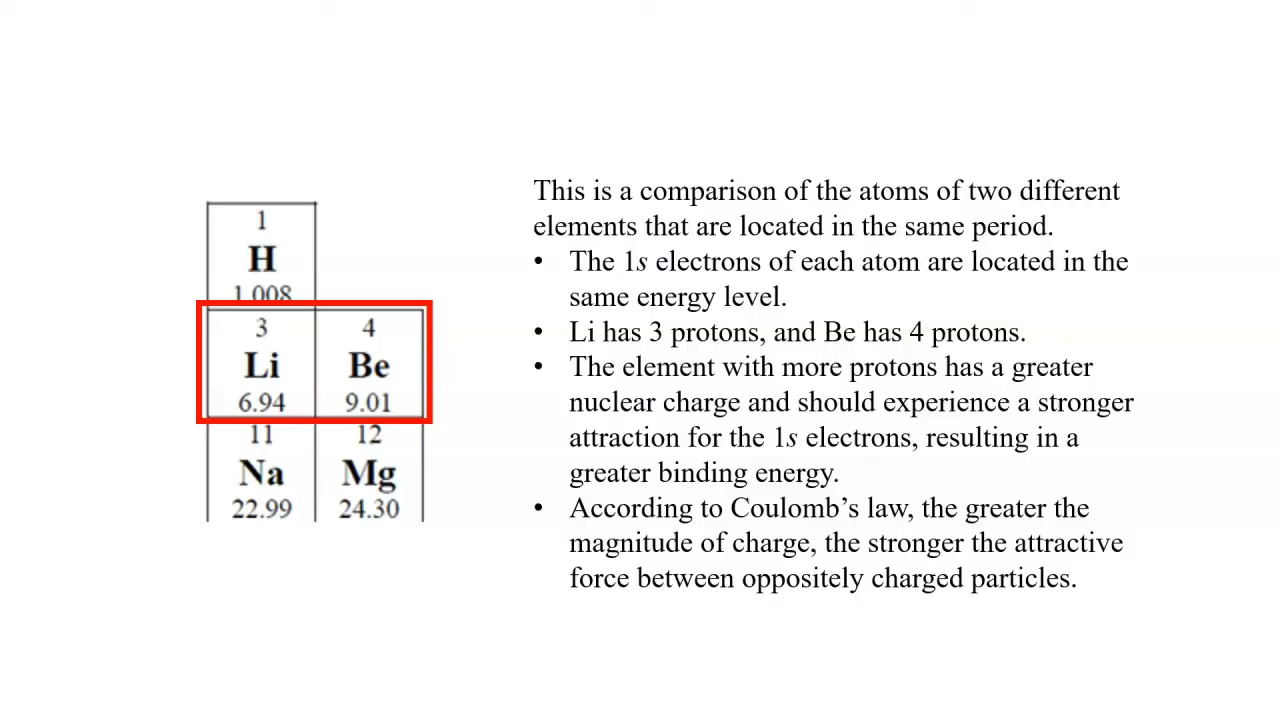 1
H
1.008
3
4
Li
Be
6.94
9.01
11
12
Na
Mg
22.99
24.30
This is a comparison of the atoms of two different
elements that are located in the same period.
• The 1s electrons of each atom are located in the
same energy level.
• Li has 3 protons, and Be has 4 protons.
• The element with more protons has a greater
nuclear charge and should experience a stronger
attraction for the 1s electrons, resulting in a
greater binding energy.
• According to Coulomb’s law, the greater the
magnitude of charge, the stronger the attractive
force between oppositely charged particles.